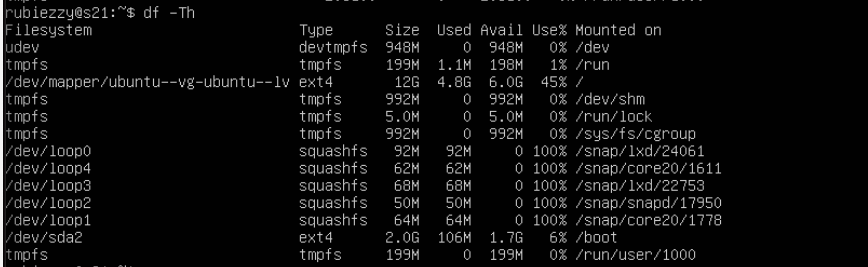 rubiezzy@s21:~$ df -Th
Filesystem Type Size Used Avail Use% Mounted on
udev devtmpfs 948M 0 948M 0% /dev
tmpfs tmpfs 199M 1.1M 198M 1% /run
/dev/mapper/ubuntu--vg-ubuntu--lv ext4 12G 4.8G 6.0G 45% /
tmpfs tmpfs 992M 0 992M 0% /dev/shm
tmpfs tmpfs 5.0M 0 5.0M 0% /run/lock
tmpfs tmpfs 992M 0 992M 0% /sys/fs/cgroup
/dev/loop0 squashfs 92M 92M 0 100% /snap/lxd/24061
/dev/loop4 squashfs 62M 62M 0 100% /snap/core20/1611
/dev/loop3 squashfs 68M 68M 0 100% /snap/lxd/22753
/dev/loop2 squashfs 50M 50M 0 100% /snap/snapd/17950
/dev/loop1 squashfs 64M 64M 0 100% /snap/core20/1778
/dev/sda2 ext4 2.0G 106M 1.7G 6% /boot
tmpfs tmpfs 199M 0 199M 0% /run/user/1000